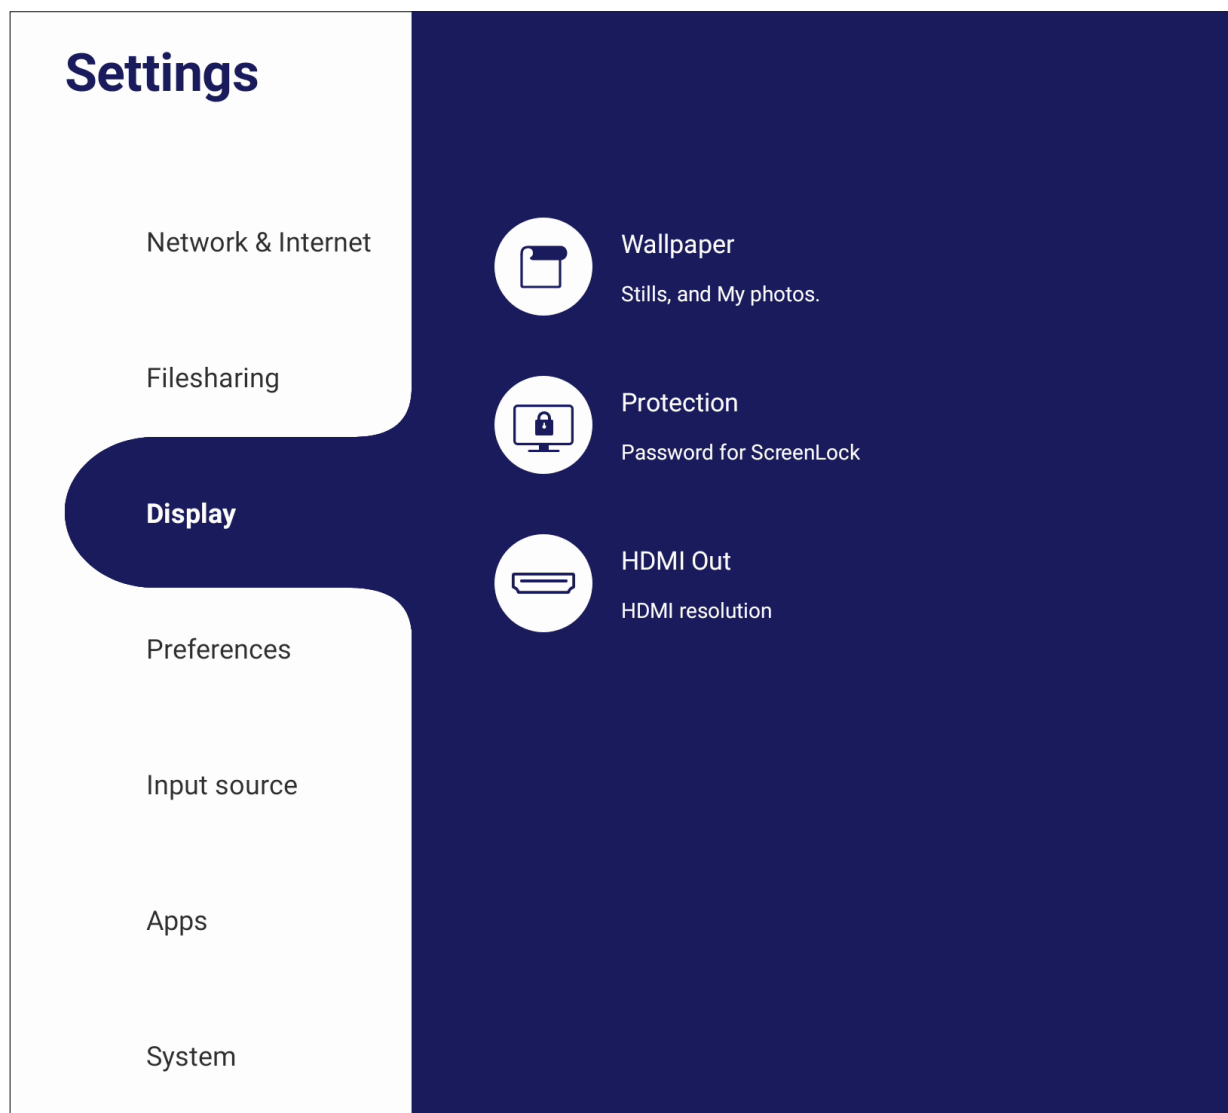 Settings
Network & Internet
Filesharing
Display
Preferences
Input source
Apps
System
Wallpaper
Stills, and My photos.
Protection
Password for ScreenLock
HDMI Out
HDMI resolution